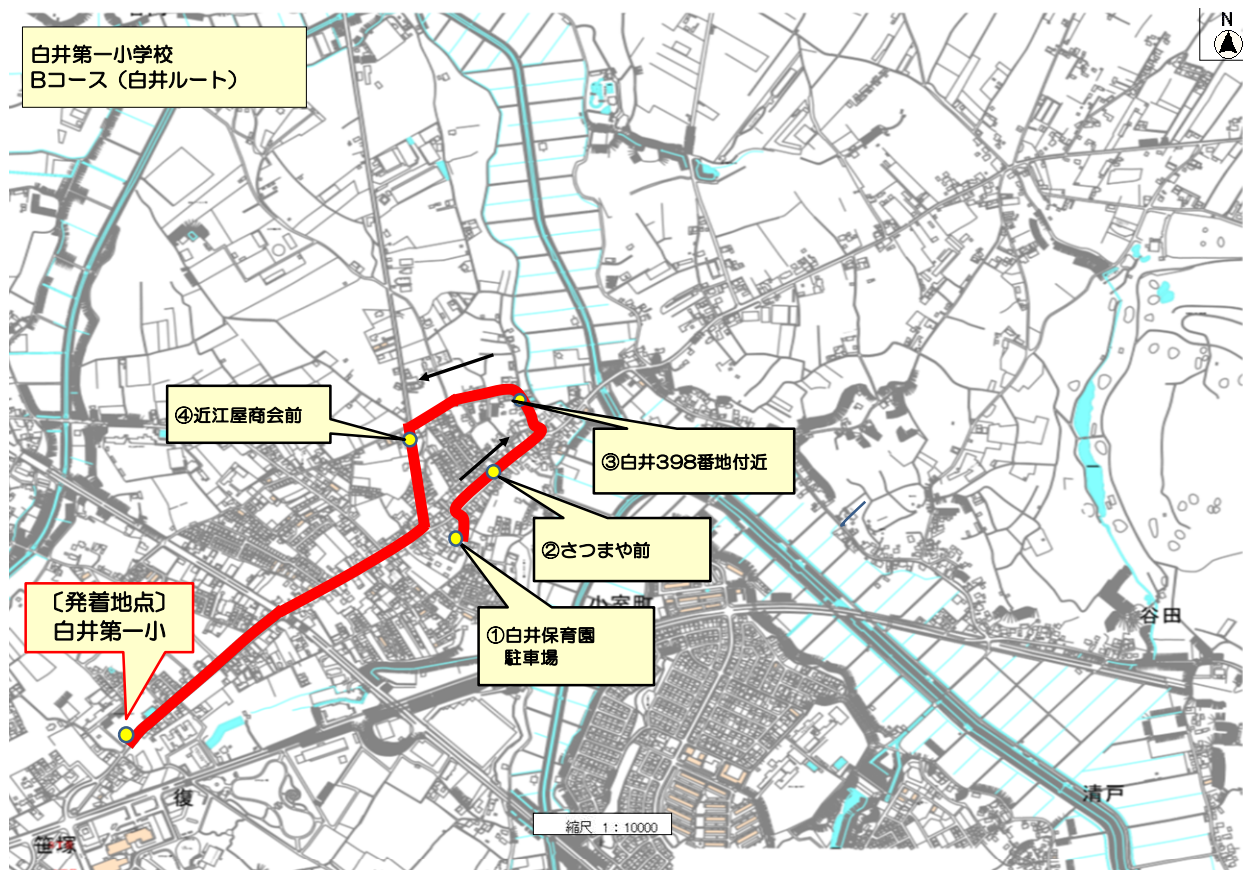 白井第一小学校
Bコース（白井ルート）
N
④近江屋商会前
③白井398番地付近
②さつまや前
小室町
①白井保育園
駐車場
〔発着地点〕
白井第一小
谷田
清戸
復
縮尺 1：10000
笹塚